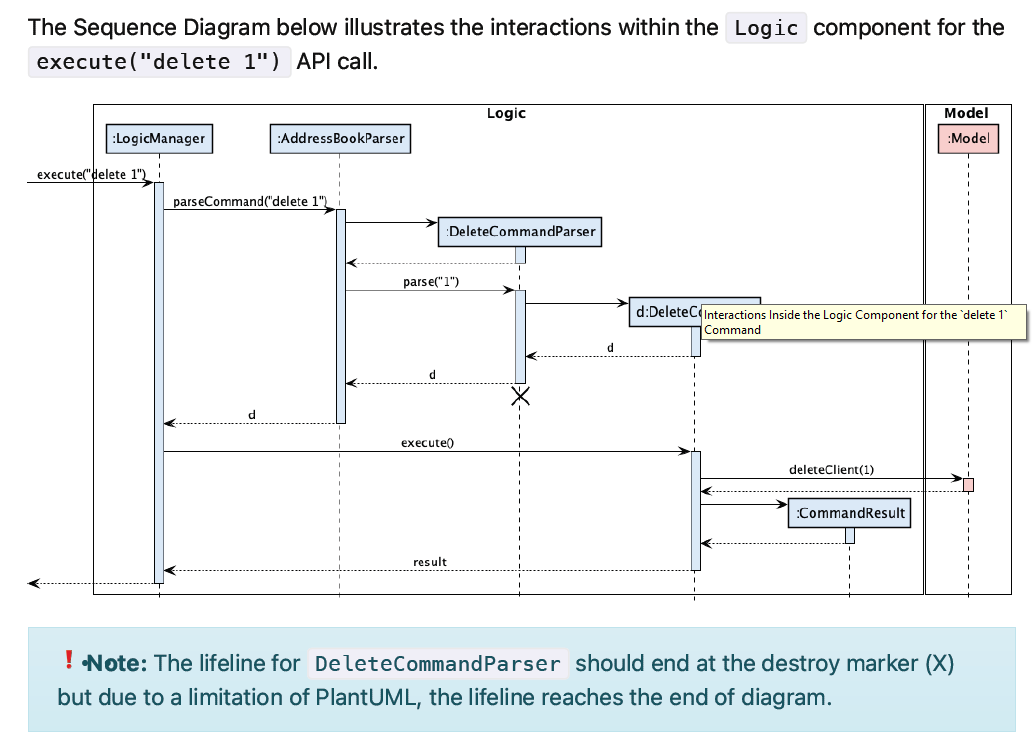 The Sequence Diagram below illustrates the interactions within the Logic component for the
execute("delete 1") API call.
Logic
Model
:LogicManager
:AddressBookParser
:Model
execute("delete 1")
parseCommand("delete 1")
:DeleteCommandParser
parse("1")
d:DeleteC
Interactions Inside the Logic Component for the `delete 1`
Command
d
d
d
execute()
deleteClient(1)
:CommandResult
result
❗ Note: The lifeline for DeleteCommandParser should end at the destroy marker (X)
but due to a limitation of PlantUML, the lifeline reaches the end of diagram.